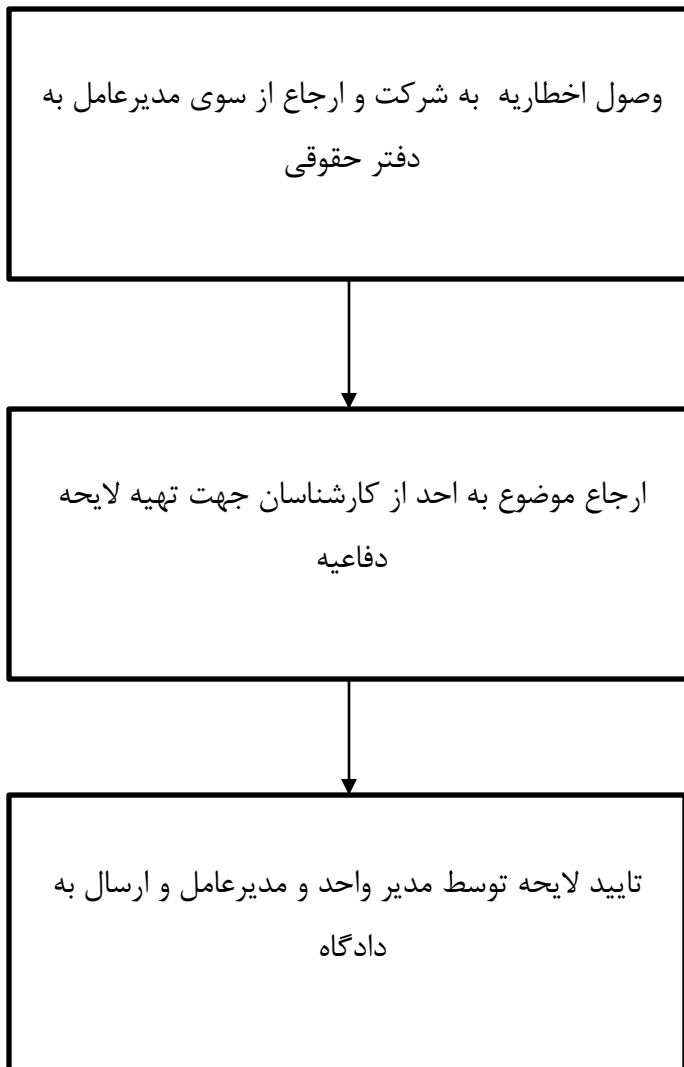 وصول اخطاریه  به شرکت و ارجاع از سوی مدیرعامل به
دفتر حقوقی
ارجاع موضوع به احد از کارشناسان جهت تهیه لایحه
دفاعیه
تایید لایحه توسط مدیر واحد و مدیرعامل و ارسال به
دادگاه